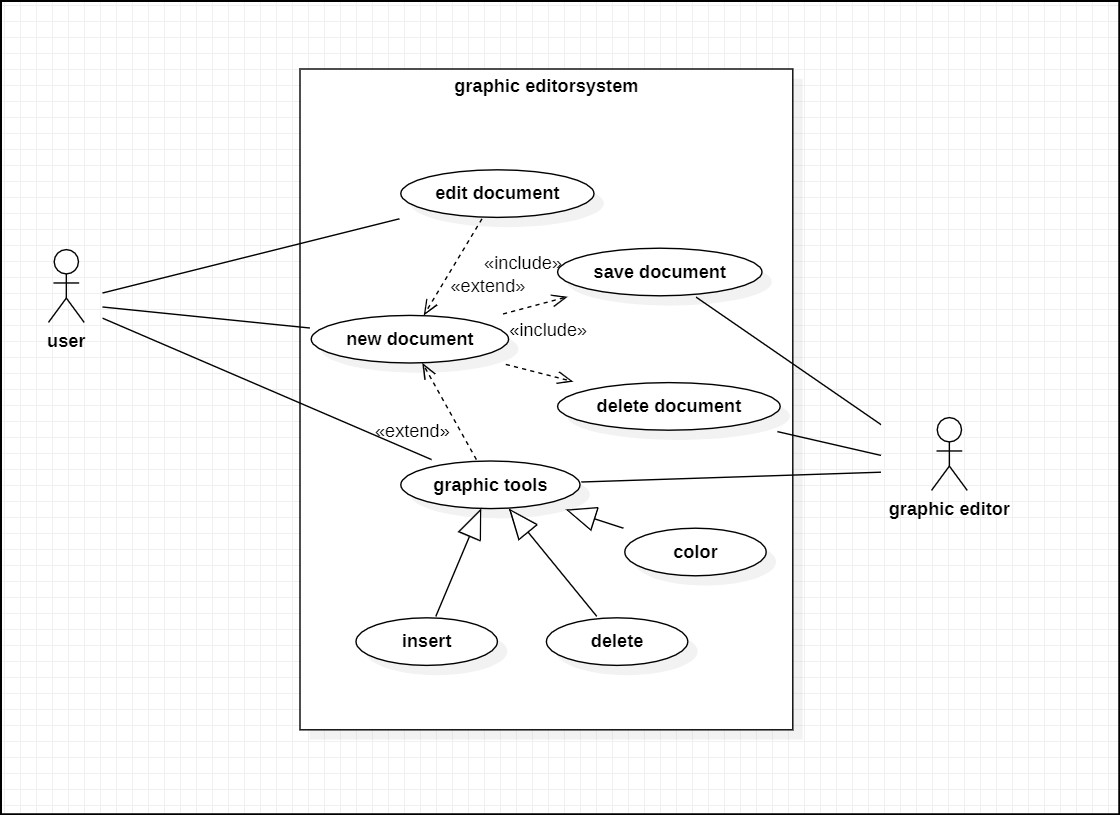 graphic editorsystem
edit document
«include»
save document
«extend»
user
new document
«include»
delete document
«extend»
graphic tools
graphic editor
color
insert
delete